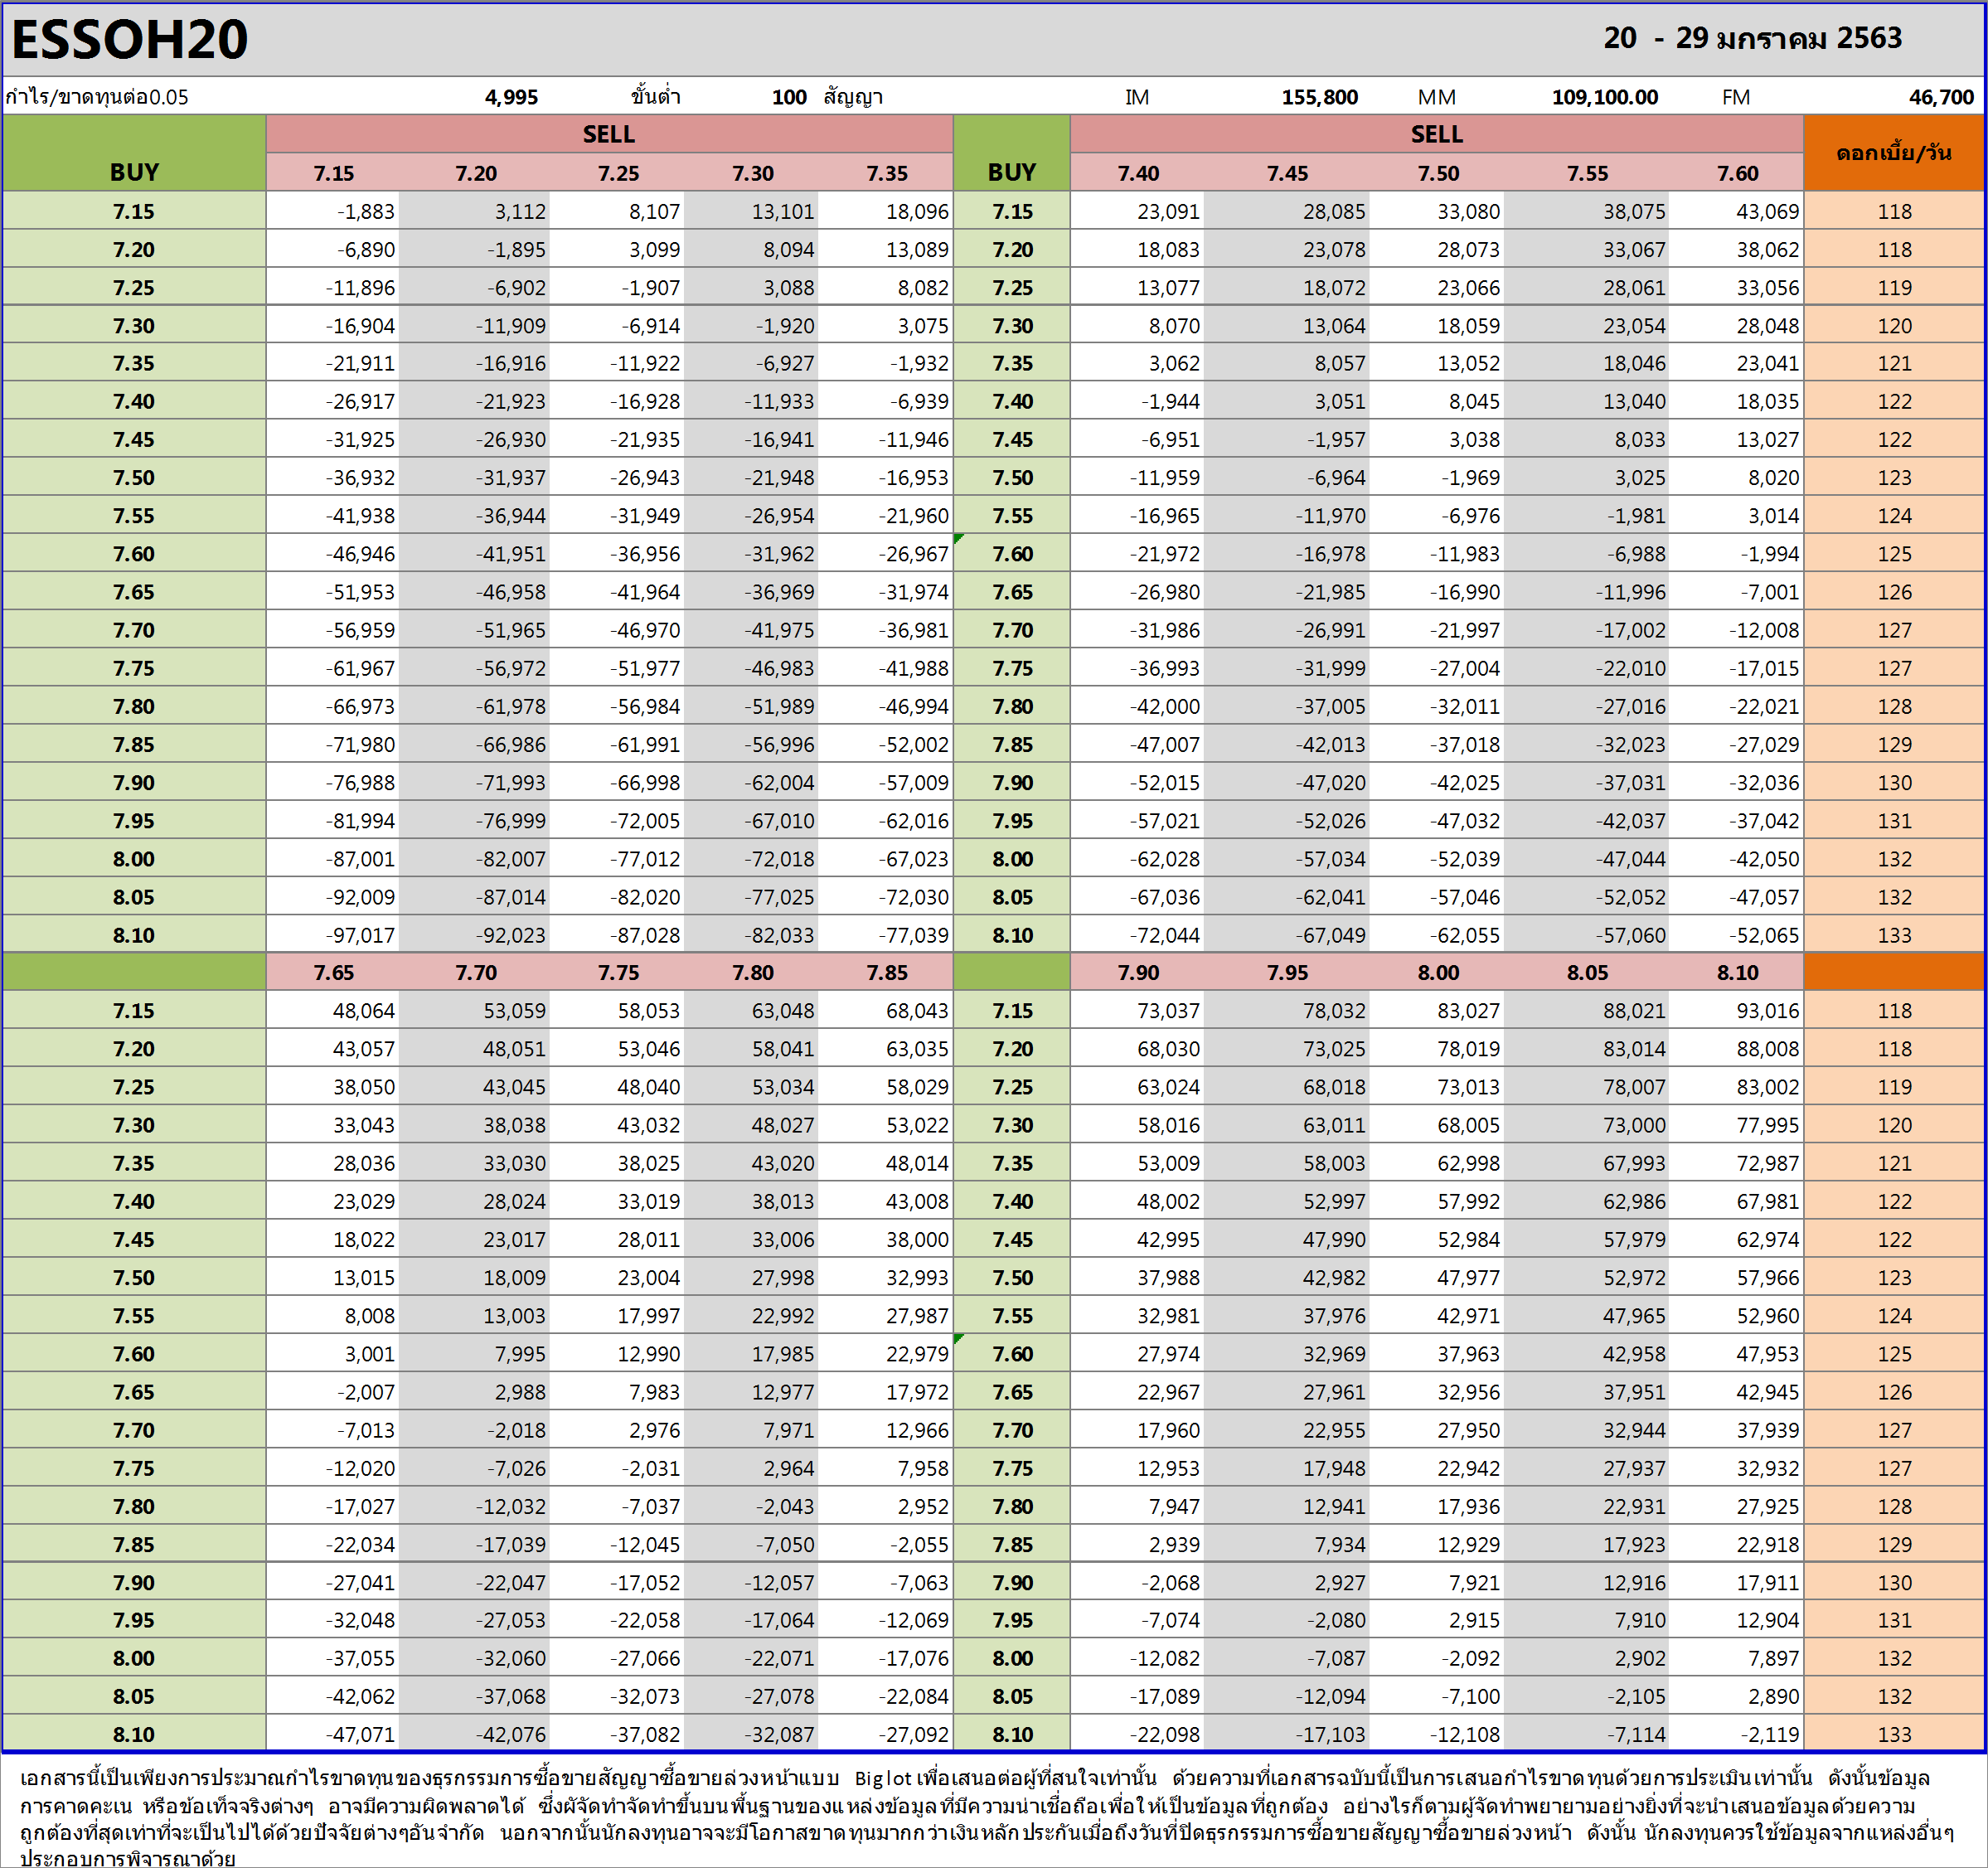 ESSOH20 20 - 29 มกราคม 2563
กำไร/ขาดทุนต่อ0.05 4,995 ขั้นต่ำ 100 สัญญา IM 155,800 MM 109,100.00 FM 46,700
SELL SELL
BUY 7.15 7.20 7.25 7.30 7.35 BUY 7.40 7.45 7.50 7.55 7.60 ดอกเบี้ย/วัน
7.15 -1,883 3,112 8,107 13,101 18,096 7.15 23,091 28,085 33,080 38,075 43,069 118
7.20 -6,890 -1,895 3,099 8,094 13,089 7.20 18,083 23,078 28,073 33,067 38,062 118
7.25 -11,896 -6,902 -1,907 3,088 8,082 7.25 13,077 18,072 23,066 28,061 33,056 119
7.30 -16,904 -11,909 -6,914 -1,920 3,075 7.30 8,070 13,064 18,059 23,054 28,048 120
7.35 -21,911 -16,916 -11,922 -6,927 -1,932 7.35 3,062 8,057 13,052 18,046 23,041 121
7.40 -26,917 -21,923 -16,928 -11,933 -6,939 7.40 -1,944 3,051 8,045 13,040 18,035 122
7.45 -31,925 -26,930 -21,935 -16,941 -11,946 7.45 -6,951 -1,957 3,038 8,033 13,027 122
7.50 -36,932 -31,937 -26,943 -21,948 -16,953 7.50 -11,959 -6,964 -1,969 3,025 8,020 123
7.55 -41,938 -36,944 -31,949 -26,954 -21,960 7.55 -16,965 -11,970 -6,976 -1,981 3,014 124
7.60 -46,946 -41,951 -36,956 -31,962 -26,967 7.60 -21,972 -16,978 -11,983 -6,988 -1,994 125
7.65 -51,953 -46,958 -41,964 -36,969 -31,974 7.65 -26,980 -21,985 -16,990 -11,996 -7,001 126
7.70 -56,959 -51,965 -46,970 -41,975 -36,981 7.70 -31,986 -26,991 -21,997 -17,002 -12,008 127
7.75 -61,967 -56,972 -51,977 -46,983 -41,988 7.75 -36,993 -31,999 -27,004 -22,010 -17,015 127
7.80 -66,973 -61,978 -56,984 -51,989 -46,994 7.80 -42,000 -37,005 -32,011 -27,016 -22,021 128
7.85 -71,980 -66,986 -61,991 -56,996 -52,002 7.85 -47,007 -42,013 -37,018 -32,023 -27,029 129
7.90 -76,988 -71,993 -66,998 -62,004 -57,009 7.90 -52,015 -47,020 -42,025 -37,031 -32,036 130
7.95 -81,994 -76,999 -72,005 -67,010 -62,016 7.95 -57,021 -52,026 -47,032 -42,037 -37,042 131
8.00 -87,001 -82,007 -77,012 -72,018 -67,023 8.00 -62,028 -57,034 -52,039 -47,044 -42,050 132
8.05 -92,009 -87,014 -82,020 -77,025 -72,030 8.05 -67,036 -62,041 -57,046 -52,052 -47,057 132
8.10 -97,017 -92,023 -87,028 -82,033 -77,039 8.10 -72,044 -67,049 -62,055 -57,060 -52,065 133
7.65 7.70 7.75 7.80 7.85 7.90 7.95 8.00 8.05 8.10
7.15 48,064 53,059 58,053 63,048 68,043 7.15 73,037 78,032 83,027 88,021 93,016 118
7.20 43,057 48,051 53,046 58,041 63,035 7.20 68,030 73,025 78,019 83,014 88,008 118
7.25 38,050 43,045 48,040 53,034 58,029 7.25 63,024 68,018 73,013 78,007 83,002 119
7.30 33,043 38,038 43,032 48,027 53,022 7.30 58,016 63,011 68,005 73,000 77,995 120
7.35 28,036 33,030 38,025 43,020 48,014 7.35 53,009 58,003 62,998 67,993 72,987 121
7.40 23,029 28,024 33,019 38,013 43,008 7.40 48,002 52,997 57,992 62,986 67,981 122
7.45 18,022 23,017 28,011 33,006 38,000 7.45 42,995 47,990 52,984 57,979 62,974 122
7.50 13,015 18,009 23,004 27,998 32,993 7.50 37,988 42,982 47,977 52,972 57,966 123
7.55 8,008 13,003 17,997 22,992 27,987 7.55 32,981 37,976 42,971 47,965 52,960 124
7.60 3,001 7,995 12,990 17,985 22,979 7.60 27,974 32,969 37,963 42,958 47,953 125
7.65 -2,007 2,988 7,983 12,977 17,972 7.65 22,967 27,961 32,956 37,951 42,945 126
7.70 -7,013 -2,018 2,976 7,971 12,966 7.70 17,960 22,955 27,950 32,944 37,939 127
7.75 -12,020 -7,026 -2,031 2,964 7,958 7.75 12,953 17,948 22,942 27,937 32,932 127
7.80 -17,027 -12,032 -7,037 -2,043 2,952 7.80 7,947 12,941 17,936 22,931 27,925 128
7.85 -22,034 -17,039 -12,045 -7,050 -2,055 7.85 2,939 7,934 12,929 17,923 22,918 129
7.90 -27,041 -22,047 -17,052 -12,057 -7,063 7.90 -2,068 2,927 7,921 12,916 17,911 130
7.95 -32,048 -27,053 -22,058 -17,064 -12,069 7.95 -7,074 -2,080 2,915 7,910 12,904 131
8.00 -37,055 -32,060 -27,066 -22,071 -17,076 8.00 -12,082 -7,087 -2,092 2,902 7,897 132
8.05 -42,062 -37,068 -32,073 -27,078 -22,084 8.05 -17,089 -12,094 -7,100 -2,105 2,890 132
8.10 -47,071 -42,076 -37,082 -32,087 -27,092 8.10 -22,098 -17,103 -12,108 -7,114 -2,119 133
เอกสารนี้เป็นเพียงการประมาณกำไรขาดทุนของธุรกรรมการซื้อขายสัญญาซื้อขายล่วงหน้าแบบ Biglot เพื่อเสนอต่อผู้ที่สนใจเท่านั้น ด้วยความที่เอกสารฉบับนี้เป็นการเสนอกำไรขาดทุนด้วยการประเมินเท่านั้น ดังนั้นข้อมูล
การคาดคะเน หรือข้อเท็จจริงต่างๆ อาจมีความผิดพลาดได้ ซึ่งผัจัดทำจัดทำขึ้นบนพื้นฐานของแหล่งข้อมูลที่มีความน่าเชื่อถือเพื่อให้เป็นข้อมูลที่ถูกต้อง อย่างไรก็ตามผู้จัดทำพยายามอย่างยิ่งที่จะนำเสนอข้อมูลด้วยความ
ถูกต้องที่สุดเท่าที่จะเป็นไปได้ด้วยปัจจัยต่างๆอันจำกัด นอกจากนั้นนักลงทุนอาจจะมีโอกาสขาดทุนมากกว่าเงินหลักประกันเมื่อถึงวันที่ปิดธุรกรรมการซื้อขายสัญญาซื้อขายล่วงหน้า ดังนั้น นักลงทุนควรใช้ข้อมูลจากแหล่งอื่นๆ
ประกอบการพิจารณาด้วย